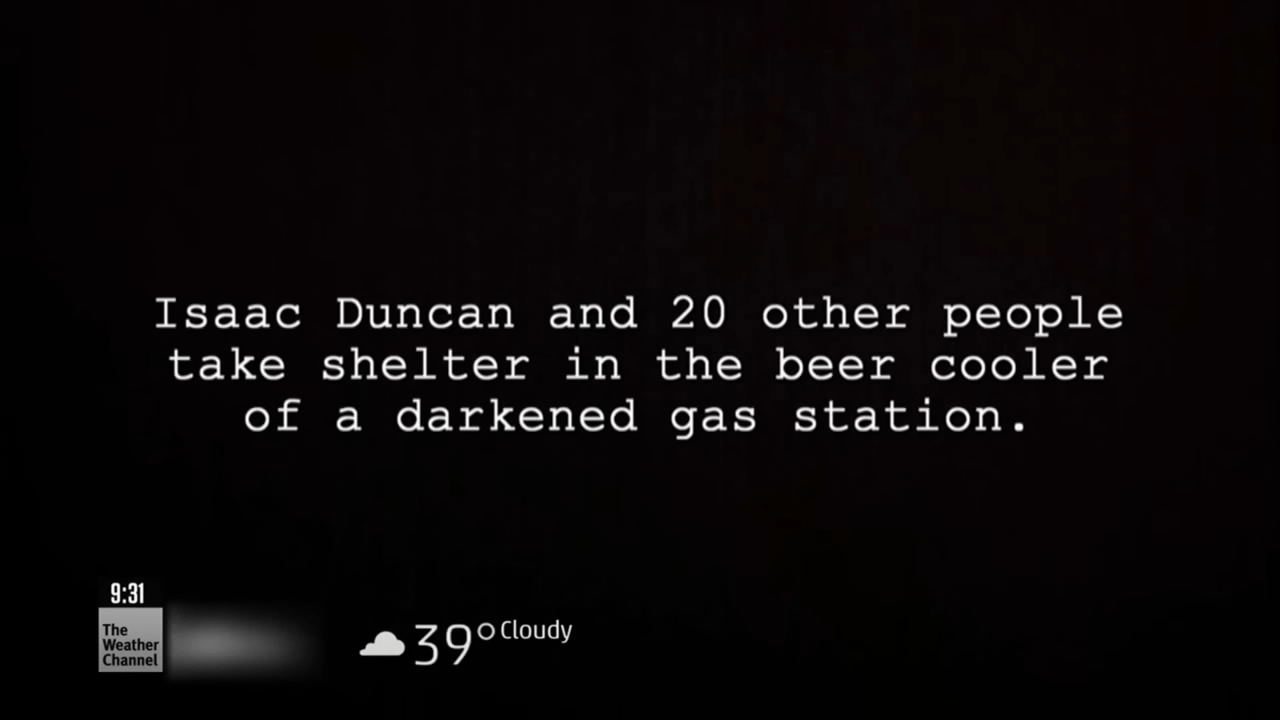 Isaac Duncan and 20 other people
take shelter in the beer cooler
of a darkened gas station.
9:31
The
Weather
Channel
39° Cloudy